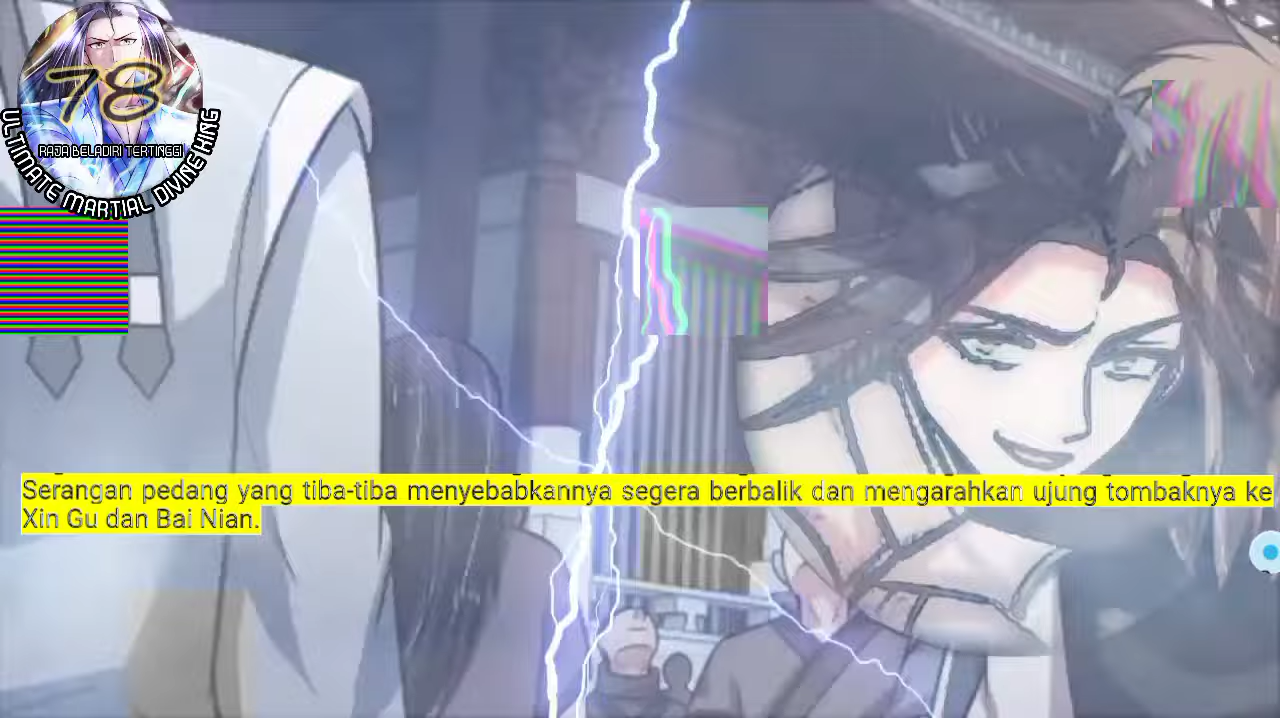 78
RAJA BELADIRI TERTINGGI
ULTIMATE MARTIAL DIVINE KING
Serangan pedang yang tiba-tiba menyebabkannya segera berbalik dan mengarahkan ujung tombaknya ke
Xin Gu dan Bai Nian.